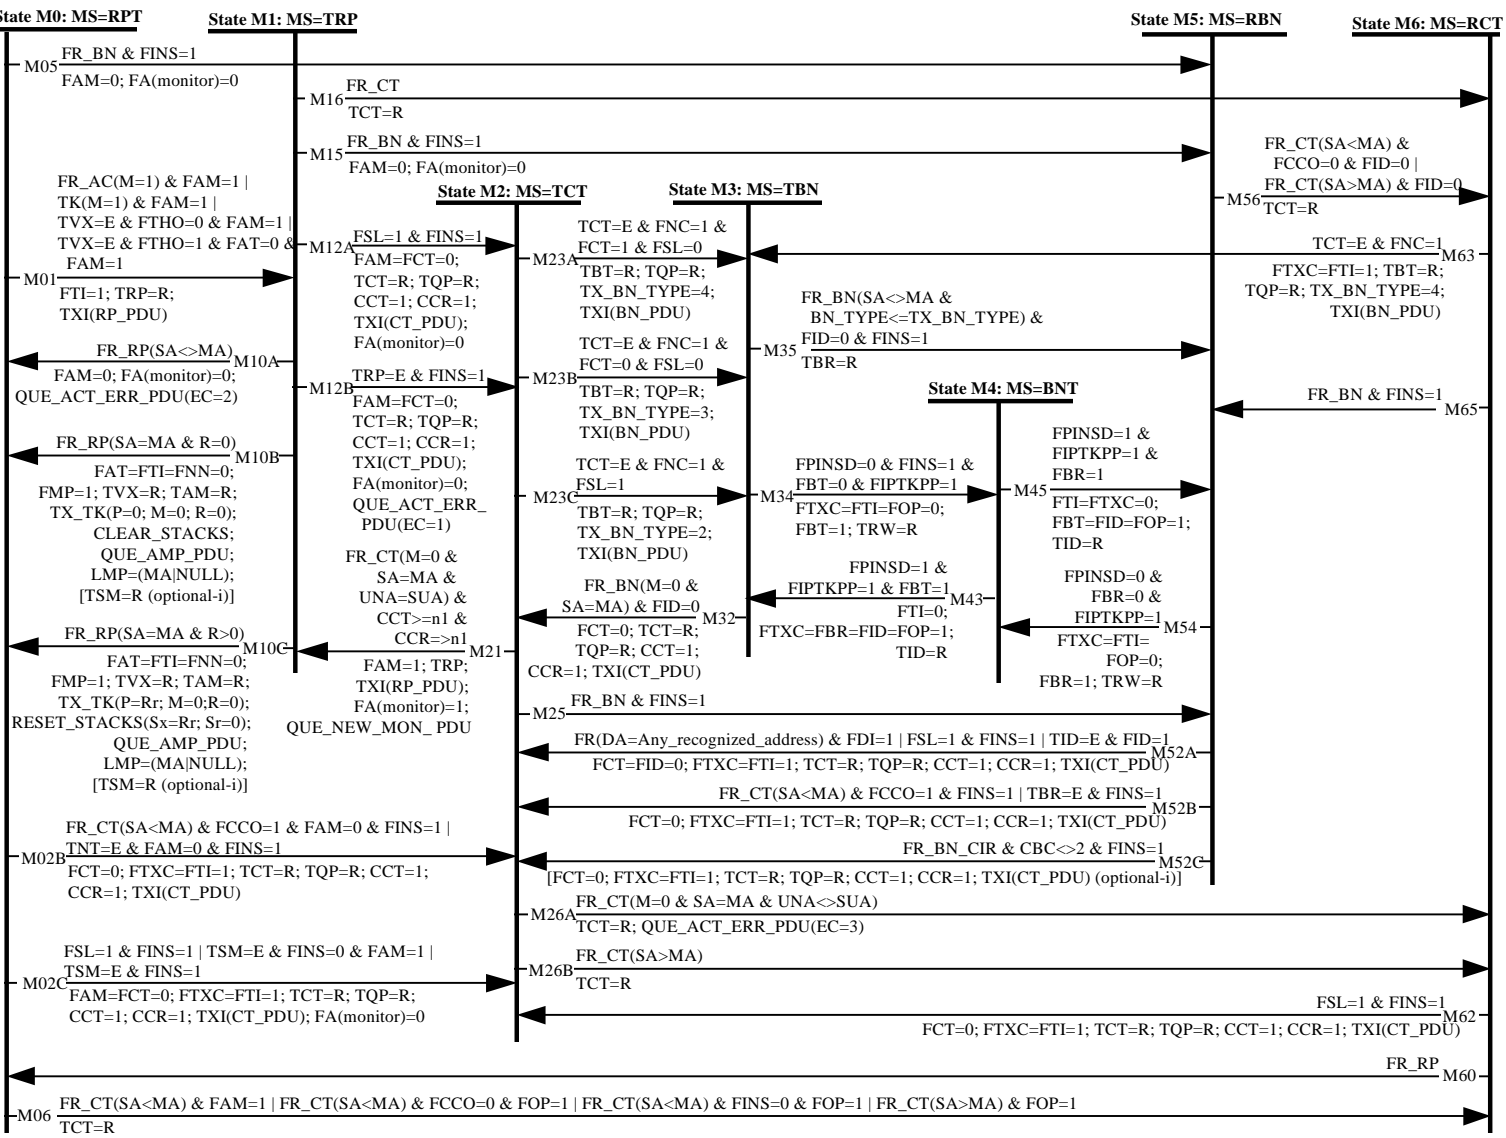 State M0: MS=RPT
State M1: MS=TRP
State M5: MS=RBN
State M6: MS=RCT
M05
FR_BN & FINS=1
FAM=0; FA(monitor)=0
M16
FR_CT
TCT=R
M15
FR_BN & FINS=1
FAM=0; FA(monitor)=0
FR_CT(SA<MA) &
FCCO=0 & FID=0 |
FR_CT(SA>MA) & FID=0
M56
TCT=R
State M2: MS=TCT
State M3: MS=TBN
FR_AC(M=1) & FAM=1 |
TK(M=1) & FAM=1 |
TVX=E & FTHO=0 & FAM=1 |
TVX=E & FTHO=1 & FAT=0 &
FAM=1
M01
FTI=1; TRP=R;
TXI(RP_PDU)
M12A
FSL=1 & FINS=1
FAM=FCT=0;
TCT=R; TQP=R;
CCT=1; CCR=1;
TXI(CT_PDU);
FA(monitor)=0
TCT=E & FNC=1 &
FCT=1 & FSL=0
M23A
TBT=R; TQP=R;
TX_BN_TYPE=4;
TXI(BN_PDU)
TCT=E & FNC=1
M63
FTXC=FTI=1; TBT=R;
TQP=R; TX_BN_TYPE=4;
TXI(BN_PDU)
FR_BN(SA<>MA &
BN_TYPE<=TX_BN_TYPE) &
FID=0 & FINS=1
M35
TBR=R
FR_RP(SA<>MA)
M10A
FAM=0; FA(monitor)=0;
QUE_ACT_ERR_PDU(EC=2)
M12B
TRP=E & FINS=1
FAM=FCT=0;
TCT=R; TQP=R;
CCT=1; CCR=1;
TXI(CT_PDU);
FA(monitor)=0;
QUE_ACT_ERR_
PDU(EC=1)
TCT=E & FNC=1 &
FCT=0 & FSL=0
M23B
TBT=R; TQP=R;
TX_BN_TYPE=3;
TXI(BN_PDU)
State M4: MS=BNT
FR_BN & FINS=1
M65
FR_RP(SA=MA & R=0)
M10B
FAT=FTI=FNN=0;
FMP=1; TVX=R; TAM=R;
TX_TK(P=0; M=0; R=0);
CLEAR_STACKS;
QUE_AMP_PDU;
LMP=(MA|NULL);
[TSM=R (optional-i)]
TCT=E & FNC=1 &
FSL=1
M23C
TBT=R; TQP=R;
TX_BN_TYPE=2;
TXI(BN_PDU)
FPINSD=0 & FINS=1 &
FBT=0 & FIPTKPP=1
M34
FTXC=FTI=FOP=0;
FBT=1; TRW=R
FPINSD=1 &
FIPTKPP=1 &
FBR=1
M45
FTI=FTXC=0;
FBT=FID=FOP=1;
TID=R
FR_CT(M=0 &
SA=MA &
UNA=SUA) &
CCT>=n1 &
CCR=>n1
M21
FAM=1; TRP;
TXI(RP_PDU);
FA(monitor)=1;
QUE_NEW_MON_ PDU
FR_BN(M=0 &
SA=MA) & FID=0
M32
FCT=0; TCT=R;
TQP=R; CCT=1;
CCR=1; TXI(CT_PDU)
FPINSD=1 &
FIPTKPP=1 & FBT=1
M43
FTI=0;
FTXC=FBR=FID=FOP=1;
TID=R
FPINSD=0 &
FBR=0 &
FIPTKPP=1
M54
FTXC=FTI=
FOP=0;
FBR=1; TRW=R
FR_RP(SA=MA & R>0)
M10C
FAT=FTI=FNN=0;
FMP=1; TVX=R; TAM=R;
TX_TK(P=Rr; M=0;R=0);
RESET_STACKS(Sx=Rr; Sr=0);
QUE_AMP_PDU;
LMP=(MA|NULL);
[TSM=R (optional-i)]
M25
FR_BN & FINS=1
FR(DA=Any_recognized_address) & FDI=1 | FSL=1 & FINS=1 | TID=E & FID=1
M52A
FCT=FID=0; FTXC=FTI=1; TCT=R; TQP=R; CCT=1; CCR=1; TXI(CT_PDU)
FR_CT(SA<MA) & FCCO=1 & FINS=1 | TBR=E & FINS=1
M52B
FCT=0; FTXC=FTI=1; TCT=R; TQP=R; CCT=1; CCR=1; TXI(CT_PDU)
FR_CT(SA<MA) & FCCO=1 & FAM=0 & FINS=1 |
TNT=E & FAM=0 & FINS=1
M02B
FCT=0; FTXC=FTI=1; TCT=R; TQP=R; CCT=1;
CCR=1; TXI(CT_PDU)
FR_BN_CIR & CBC<>2 & FINS=1
M52C
[FCT=0; FTXC=FTI=1; TCT=R; TQP=R; CCT=1; CCR=1; TXI(CT_PDU) (optional-i)]
M26A
FR_CT(M=0 & SA=MA & UNA<>SUA)
TCT=R; QUE_ACT_ERR_PDU(EC=3)
FSL=1 & FINS=1 | TSM=E & FINS=0 & FAM=1 |
TSM=E & FINS=1
M02C
FAM=FCT=0; FTXC=FTI=1; TCT=R; TQP=R;
CCT=1; CCR=1; TXI(CT_PDU); FA(monitor)=0
M26B
FR_CT(SA>MA)
TCT=R
FSL=1 & FINS=1
M62
FCT=0; FTXC=FTI=1; TCT=R; TQP=R; CCT=1; CCR=1; TXI(CT_PDU)
FR_RP
M60
M06
FR_CT(SA<MA) & FAM=1 | FR_CT(SA<MA) & FCCO=0 & FOP=1 | FR_CT(SA<MA) & FINS=0 & FOP=1 | FR_CT(SA>MA) & FOP=1
TCT=R